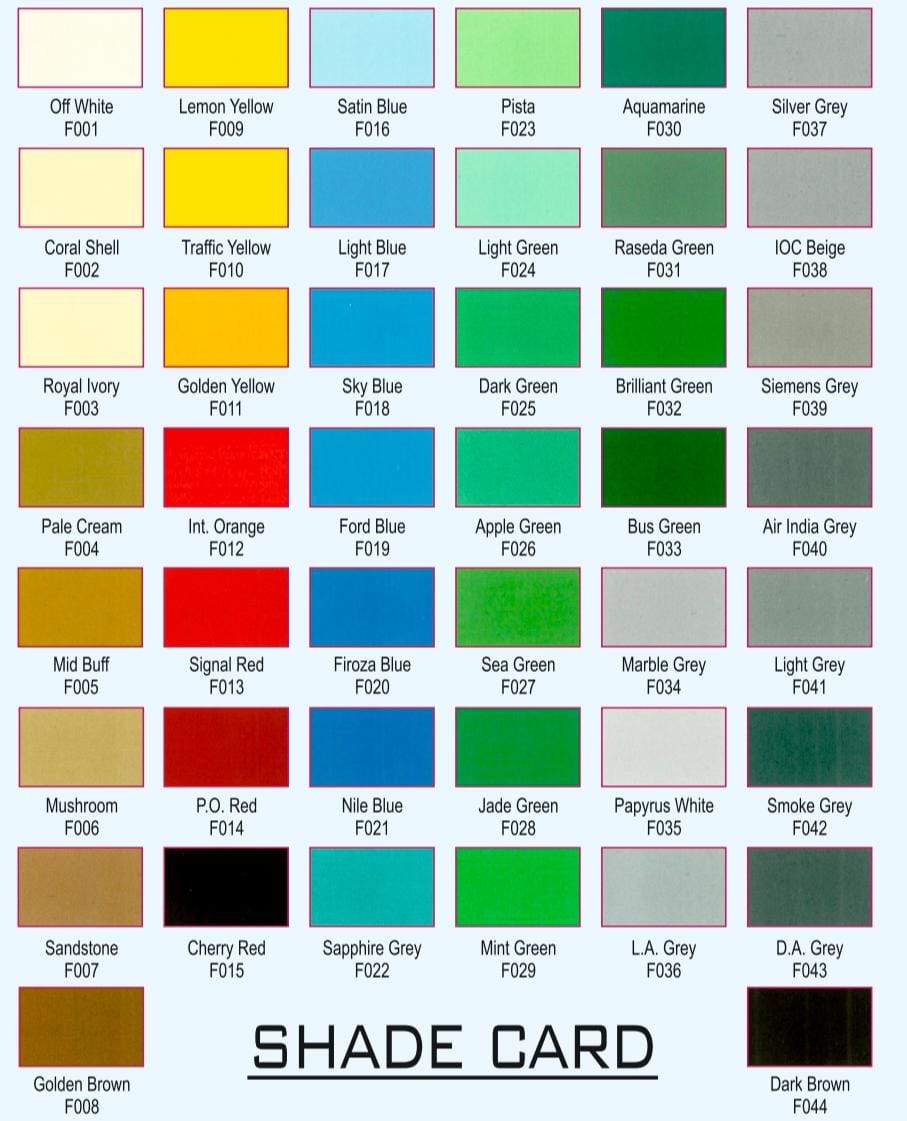 Off White
F001
Lemon Yellow
F009
Satin Blue
F016
Pista
F023
Aquamarine
F030
Silver Grey
F037
Coral Shell
F002
Traffic Yellow
F010
Light Blue
F017
Light Green
F024
Raseda Green
F031
IOC Beige
F038
Royal Ivory
F003
Golden Yellow
F011
Sky Blue
F018
Dark Green
F025
Brilliant Green
F032
Siemens Grey
F039
Pale Cream
F004
Int. Orange
F012
Ford Blue
F019
Apple Green
F026
Bus Green
F033
Air India Grey
F040
Mid Buff
F005
Signal Red
F013
Firoza Blue
F020
Sea Green
F027
Marble Grey
F034
Light Grey
F041
Mushroom
F006
P.O. Red
F014
Nile Blue
F021
Jade Green
F028
Papyrus White
F035
Smoke Grey
F042
Sandstone
F007
Cherry Red
F015
Sapphire Grey
F022
Mint Green
F029
L.A. Grey
F036
D.A. Grey
F043
Golden Brown
F008
SHADE CARD
Dark Brown
F044